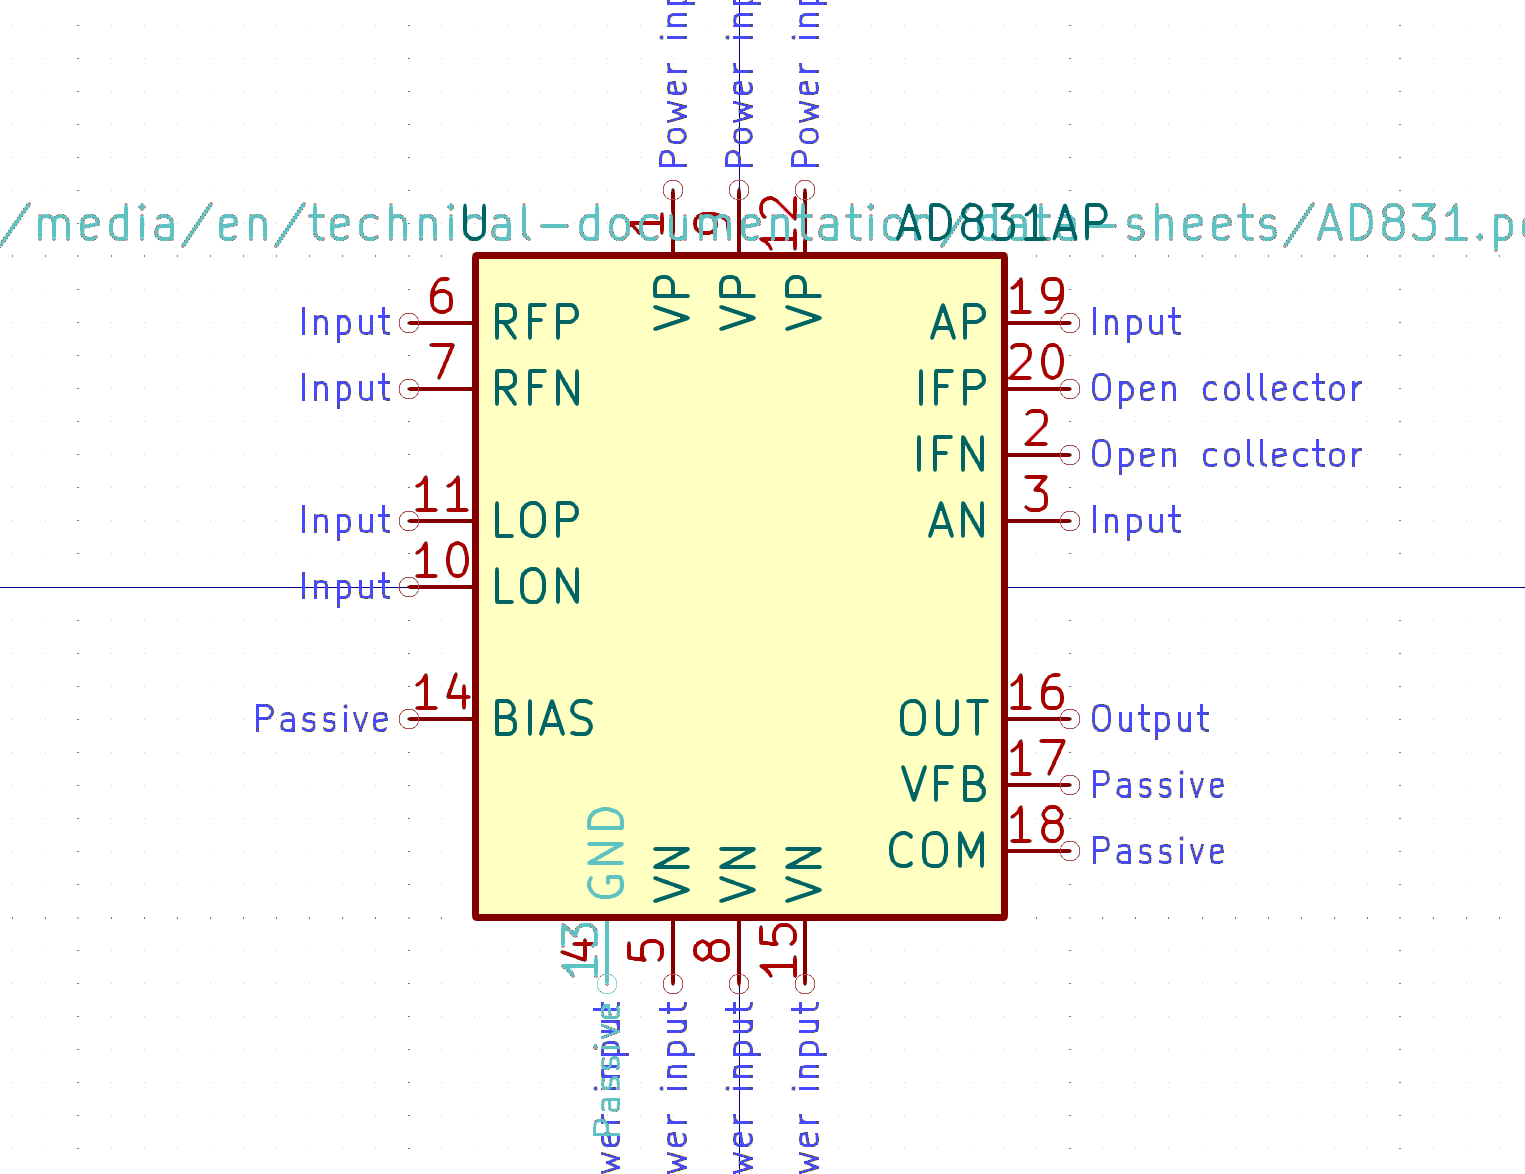 Power inp
Power inp
Power inp
/media/en/technical-documentation/data-sheets/AD831.p
U
AD831AP
1
9
12
VP
VP
VP
Input 6 RFP
Input 7 RFN
Input 11 LOP
Input 10 LON
Passive 14 BIAS
AP 19 Input
IFP 20 Open collector
IFN 2 Open collector
AN 3 Input
OUT 16 Output
VFB 17 Passive
COM 18 Passive
GND
VN
VN
VN
4
13
5
8
15
Passive
wer input
wer input
wer input
wer input